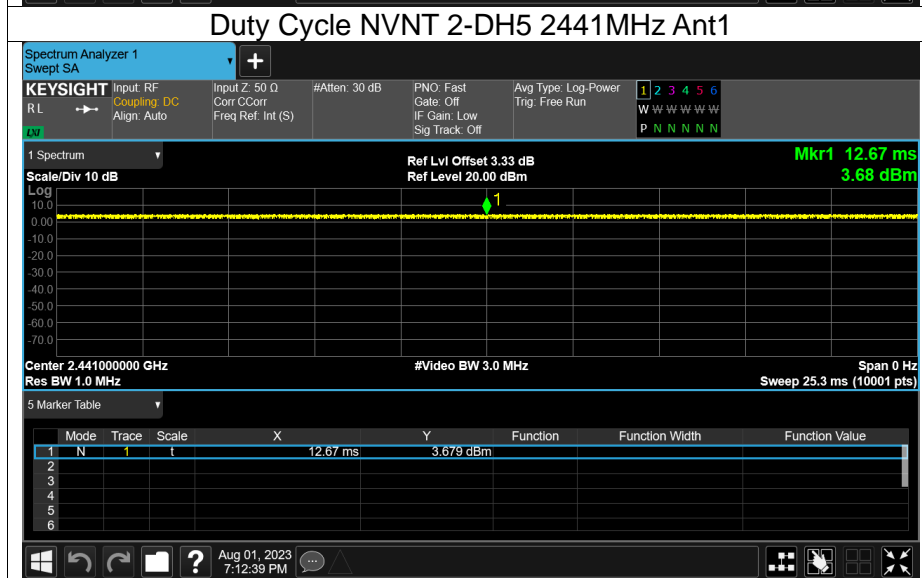 Duty Cycle NVNT 2-DH5 2441MHz Ant1
Spectrum Analyzer 1
Swept SA
+
KEYSIGHT
R L
LXI
Input: RF
Coupling: DC
Align: Auto
Input Z: 50 Ω
Corr CCorr
Freq Ref: Int (S)
#Atten: 30 dB
PNO: Fast
Gate: Off
IF Gain: Low
Sig Track: Off
Avg Type: Log-Power
Trig: Free Run
1 2 3 4 5 6
W W W W W W
P N N N N N
1 Spectrum
Scale/Div 10 dB
Ref Lvl Offset 3.33 dB
Ref Level 20.00 dBm
Mkr1 12.67 ms
3.68 dBm
Log
1
10.0
0.00
-10.0
-20.0
-30.0
-40.0
-50.0
-60.0
-70.0
Center 2.441000000 GHz
Res BW 1.0 MHz
#Video BW 3.0 MHz
Span 0 Hz
Sweep 25.3 ms (10001 pts)
5 Marker Table
Mode Trace Scale X Y Function Function Width Function Value
1 N 1 t 12.67 ms 3.679 dBm
2
3
4
5
6
?
Aug 01, 2023
7:12:39 PM